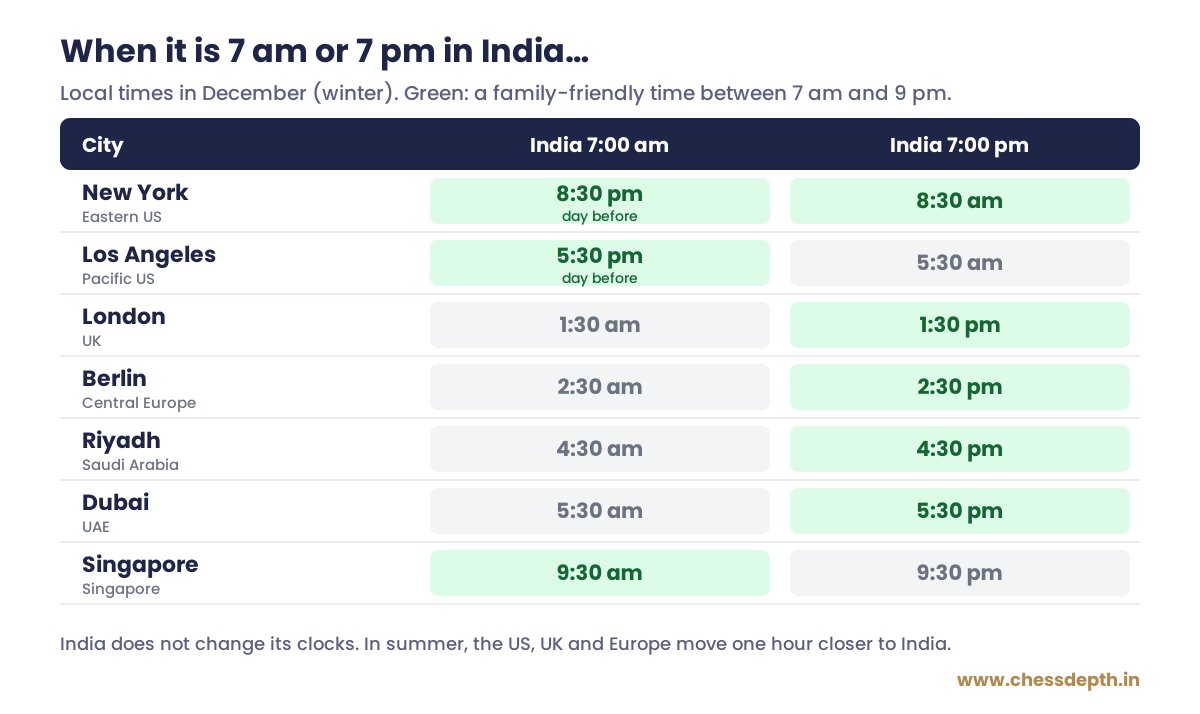 When it is 7 am or 7 pm in India...
Local times in December (winter). Green: a family-friendly time between 7 am and 9 pm.
City India 7:00 am India 7:00 pm
New York 8:30 pm 8:30 am
Eastern US day before
Los Angeles 5:30 pm 5:30 am
Pacific US day before
London 1:30 am 1:30 pm
UK
Berlin 2:30 am 2:30 pm
Central Europe
Riyadh 4:30 am 4:30 pm
Saudi Arabia
Dubai 5:30 am 5:30 pm
UAE
Singapore 9:30 am 9:30 pm
Singapore
India does not change its clocks. In summer, the US, UK and Europe move one hour closer to India.
www.chessdepth.in